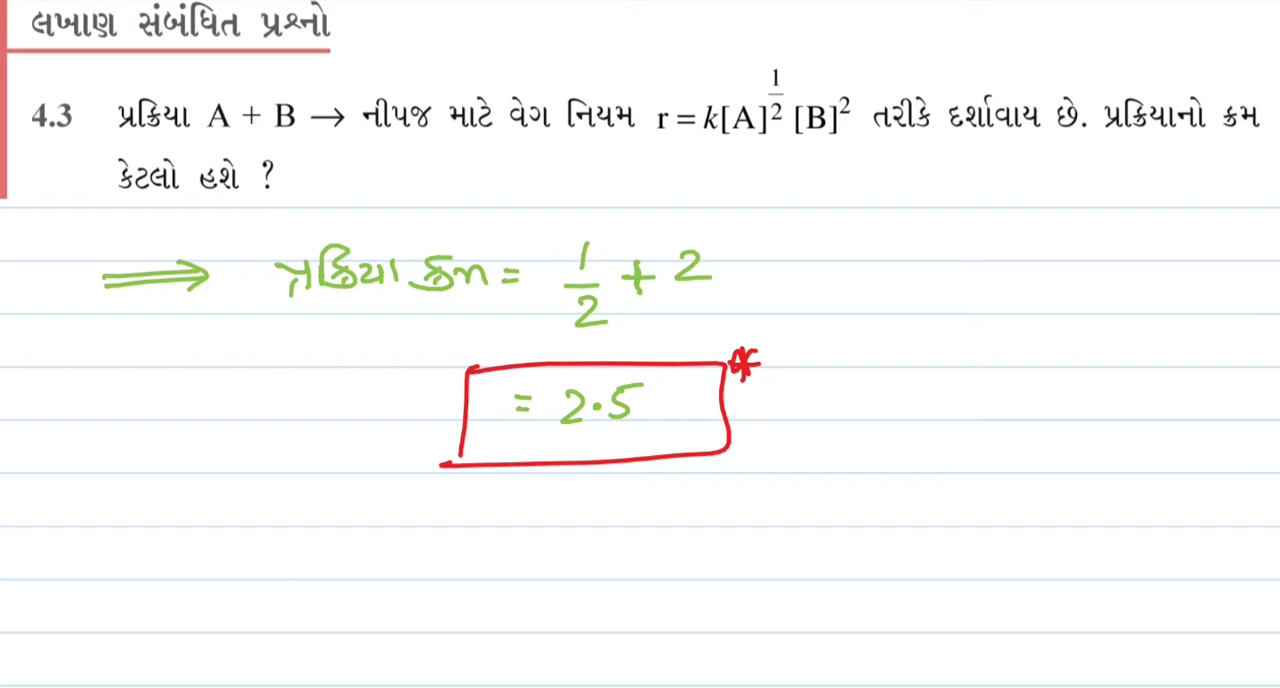 લખાણ સંબંધિત પ્રશ્નો
4.3 પ્રક્રિયા A + B → નીપજ માટે વેગ નિયમ r = k[A]^{1/2} [B]² તરીકે દર્શાવાય છે. પ્રક્રિયાનો ક્રમ
કેટલો હશે ?
⟹ પ્રક્રિયા ક્રમ = 1/2 + 2
= 2.5